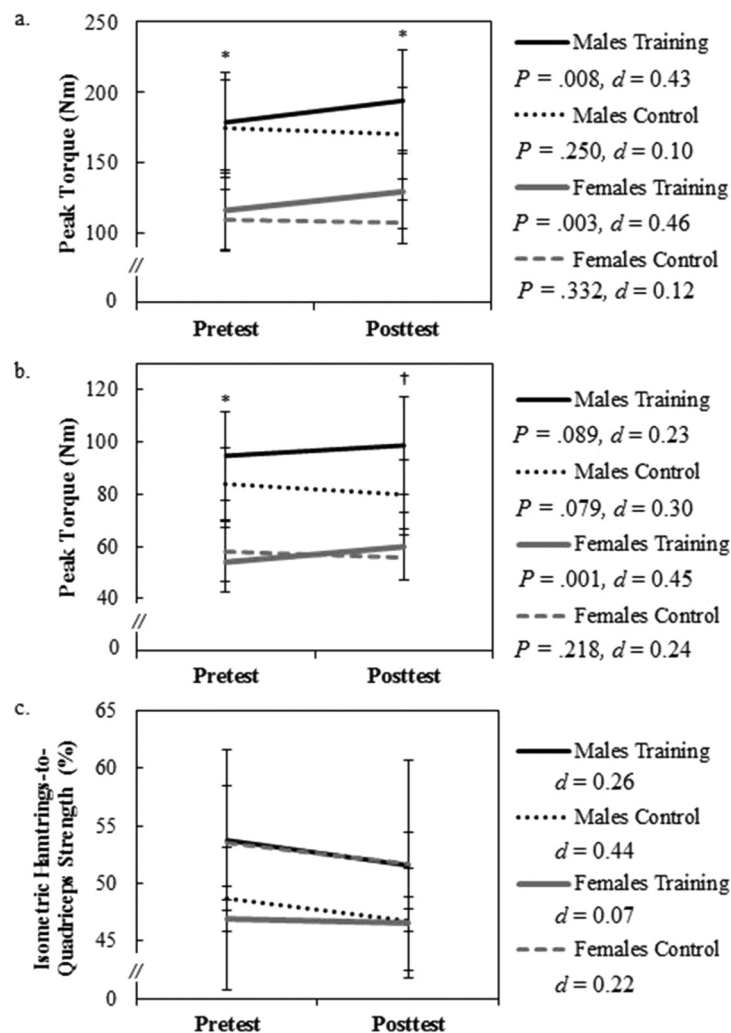 a.
250
200
150
100
0
Peak Torque (Nm)
*
*
Pretest
Posttest
Males Training
P = .008, d = 0.43
Males Control
P = .250, d = 0.10
Females Training
P = .003, d = 0.46
Females Control
P = .332, d = 0.12
b.
120
100
80
60
40
0
Peak Torque (Nm)
*
†
Pretest
Posttest
Males Training
P = .089, d = 0.23
Males Control
P = .079, d = 0.30
Females Training
P = .001, d = 0.45
Females Control
P = .218, d = 0.24
c.
65
60
55
50
45
0
Isometric Hamtrings-to-
Quadriceps Strength (%)
Pretest
Posttest
Males Training
d = 0.26
Males Control
d = 0.44
Females Training
d = 0.07
Females Control
d = 0.22